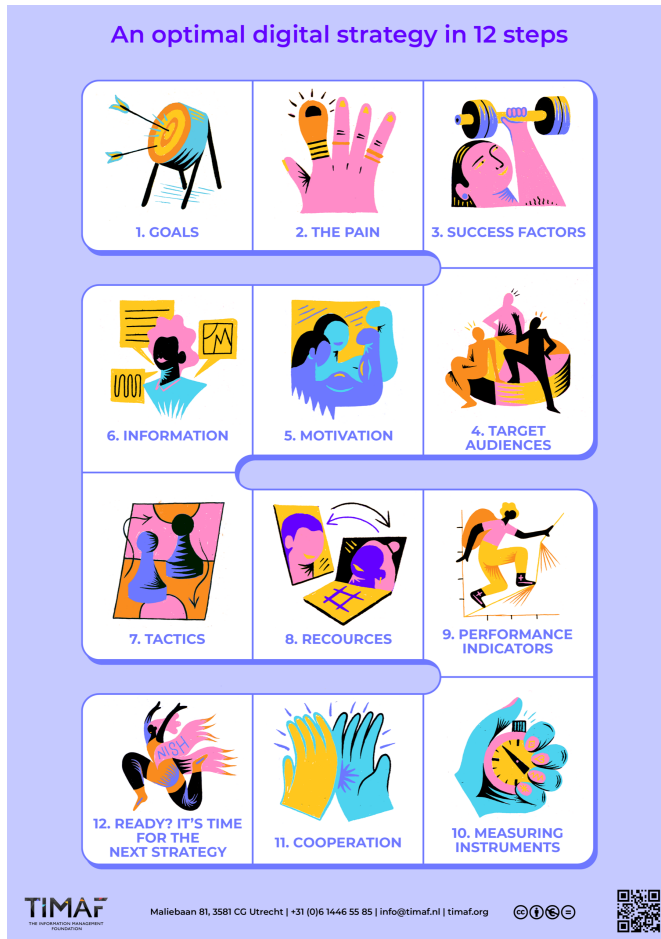 An optimal digital strategy in 12 steps
1. GOALS
2. THE PAIN
3. SUCCESS FACTORS
4. TARGET
AUDIENCES
5. MOTIVATION
6. INFORMATION
7. TACTICS
8. RECOURCES
9. PERFORMANCE
INDICATORS
10. MEASURING
INSTRUMENTS
11. COOPERATION
NISH
12. READY? IT'S TIME
FOR THE
NEXT STRATEGY
TIMAF
THE INFORMATION MANAGEMENT
FOUNDATION
Maliebaan 81, 3581 CG Utrecht | +31 (0)6 1446 55 85 | info@timaf.nl | timaf.org
cc